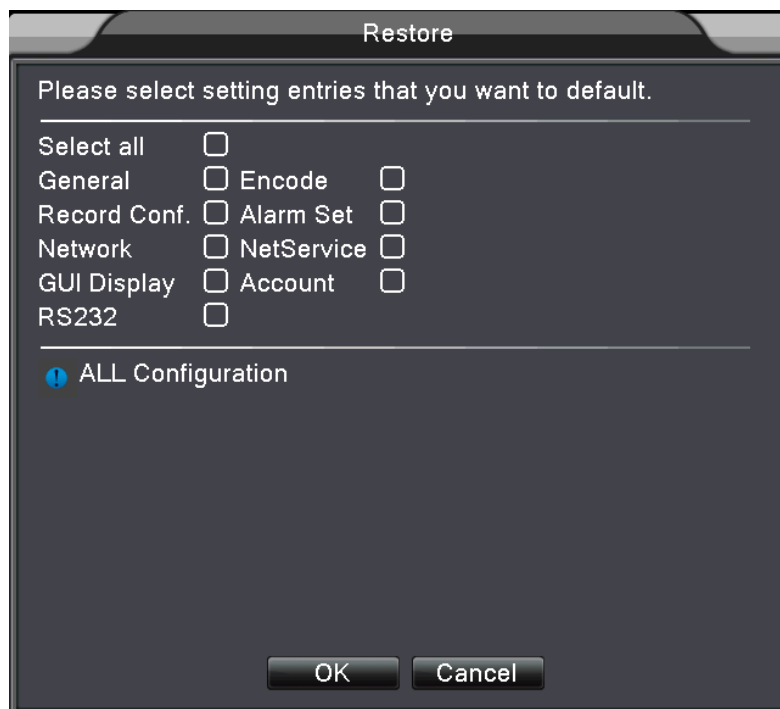 Restore
Please select setting entries that you want to default.
Select all
General Encode
Record Conf. Alarm Set
Network NetService
GUI Display Account
RS232
ALL Configuration
OK Cancel